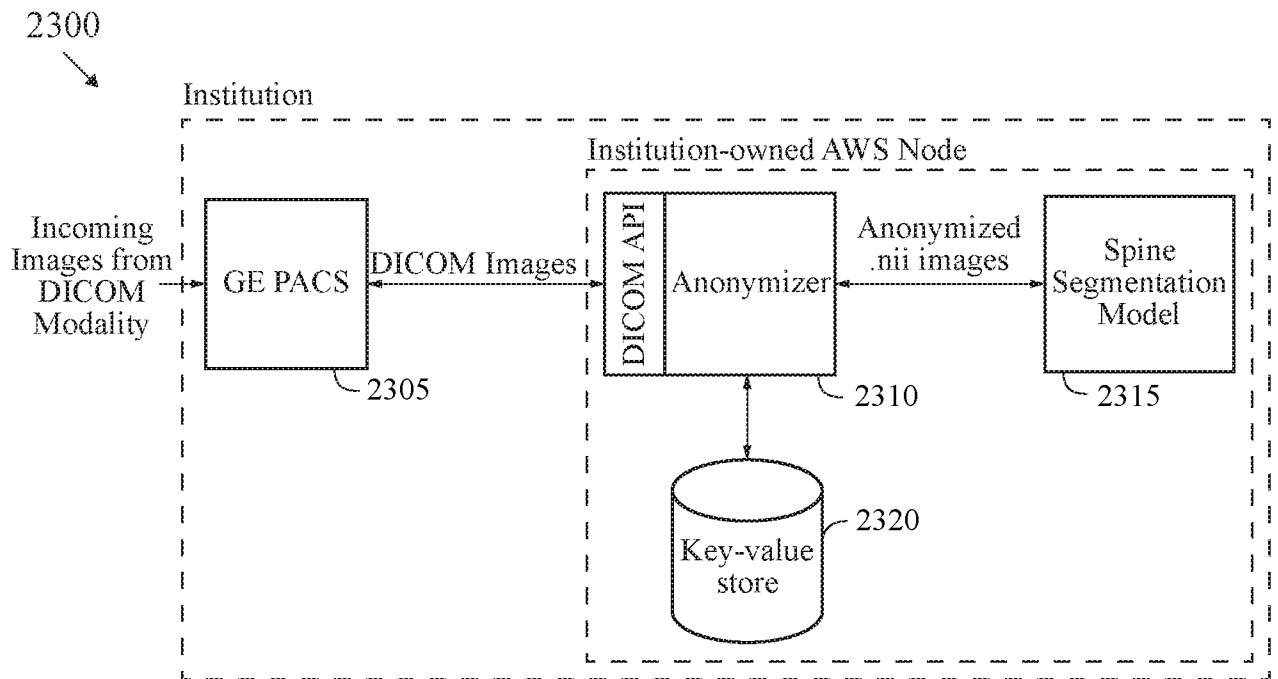 2300
Institution
Institution-owned AWS Node
Incoming
Images from
DICOM
Modality
GE PACS
2305
DICOM Images
DICOM API
Anonymizer
2310
Anonymized
.nii images
Spine
Segmentation
Model
2315
Key-value
store
2320